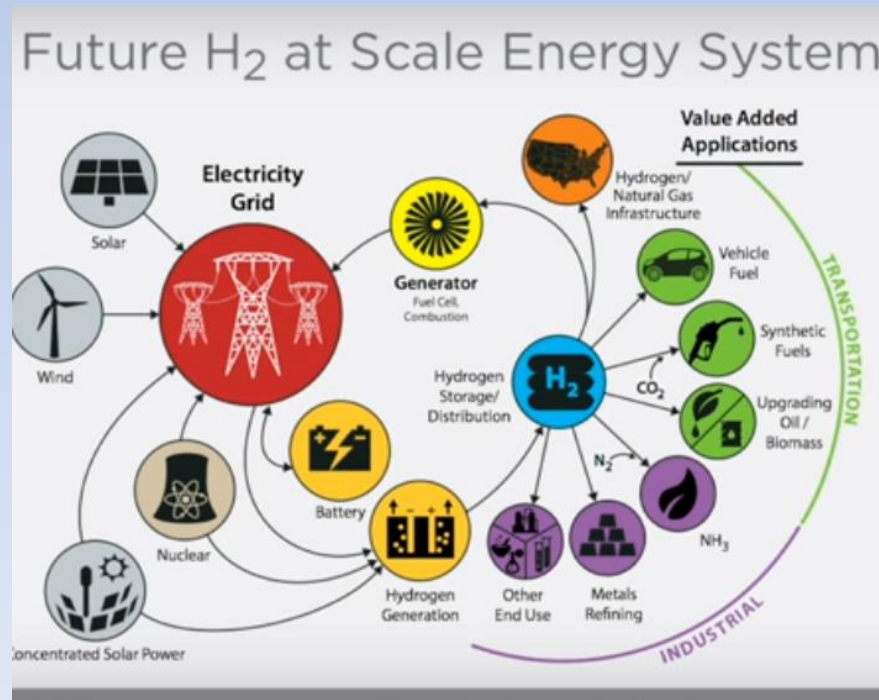 Future H2 at Scale Energy System
Value Added
Applications
Electricity
Grid
Hydrogen/
Natural Gas
Infrastructure
Solar
Generator
Fuel Cell,
Combustion
Vehicle
Fuel
TRANSPORTATION
Wind
Hydrogen
Storage/
Distribution
H2
Synthetic
Fuels
CO2
Upgrading
Oil /
Biomass
N2
Battery
Nuclear
NH3
Hydrogen
Generation
Other
End Use
Metals
Refining
INDUSTRIAL
oncentrated Solar Power